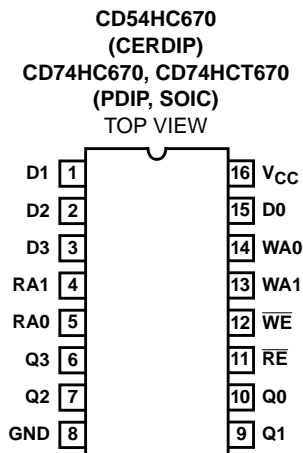 CD54HC670
(CERDIP)
CD74HC670, CD74HCT670
(PDIP, SOIC)
TOP VIEW
D1 1 16 VCC
D2 2 15 D0
D3 3 14 WA0
RA1 4 13 WA1
RA0 5 12 W̅E̅
Q3 6 11 R̅E̅
Q2 7 10 Q0
GND 8 9 Q1